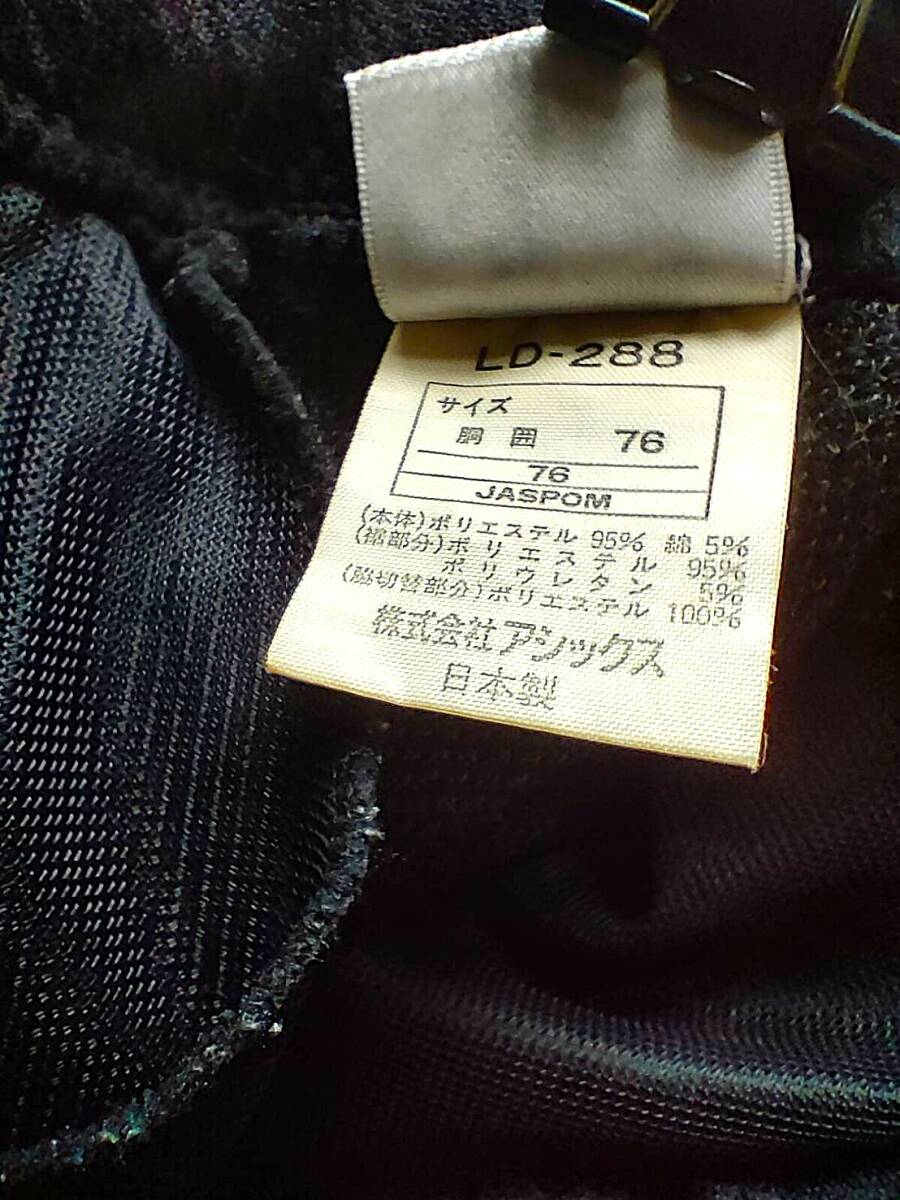 LD-288
サイズ
胴囲 76
76
JASPOM
(本体)ポリエステル 95% 綿 5%
(裾部分)ポリエステル 95%
ポリウレタン 5%
(脇切替部分)ポリエステル 100%
株式会社アシックス
日本製